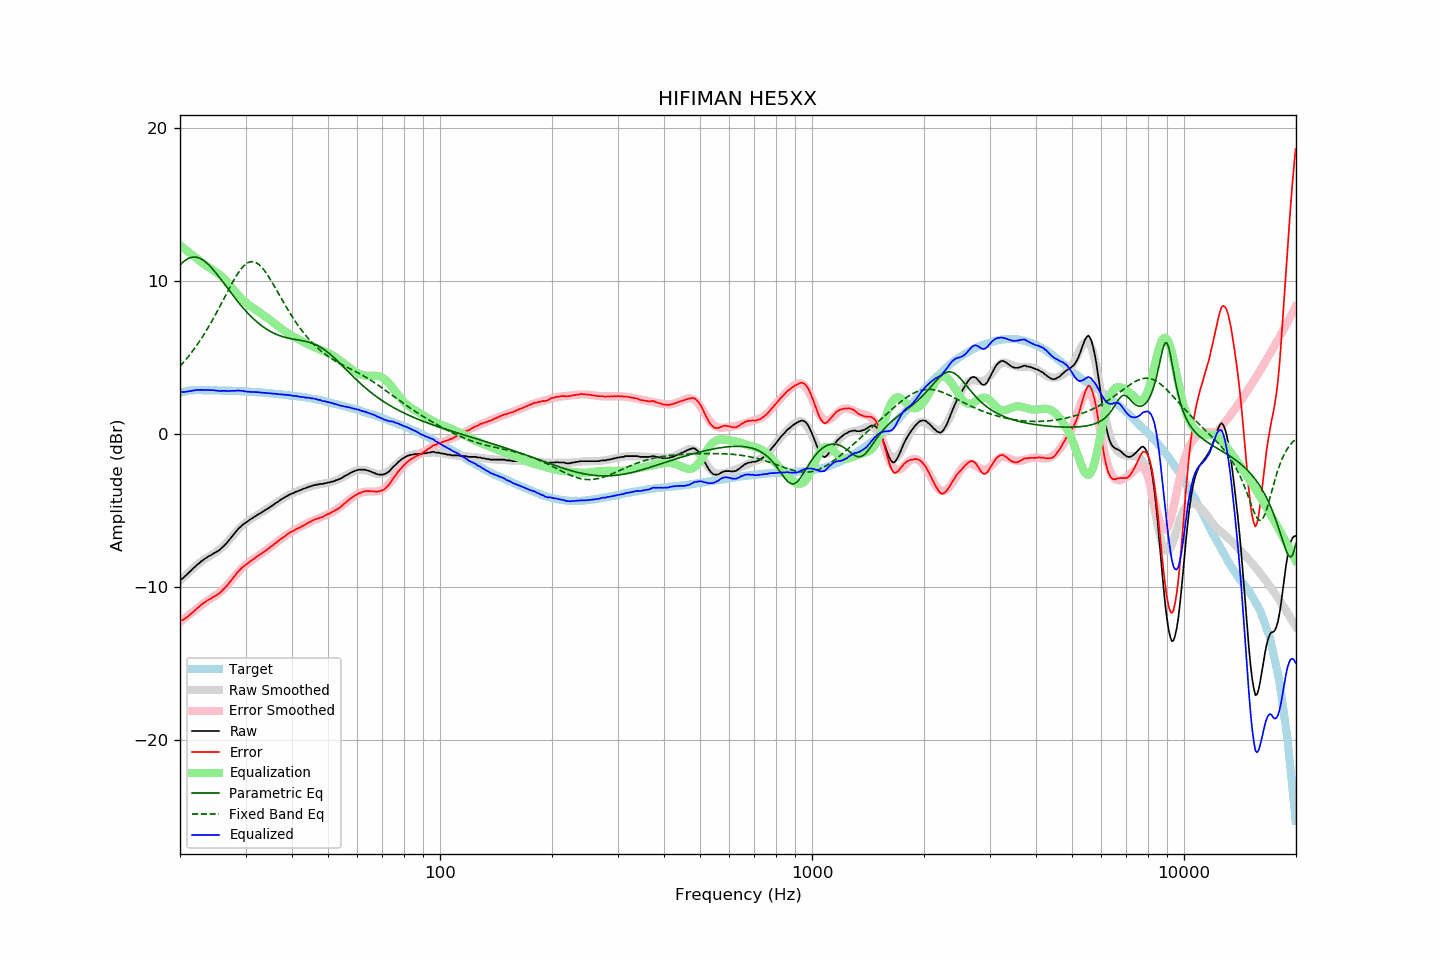 HIFIMAN HE5XX
20
10
0
−10
−20
Amplitude (dBr)
100
1000
10000
Frequency (Hz)
Target
Raw Smoothed
Error Smoothed
Raw
Error
Equalization
Parametric Eq
Fixed Band Eq
Equalized